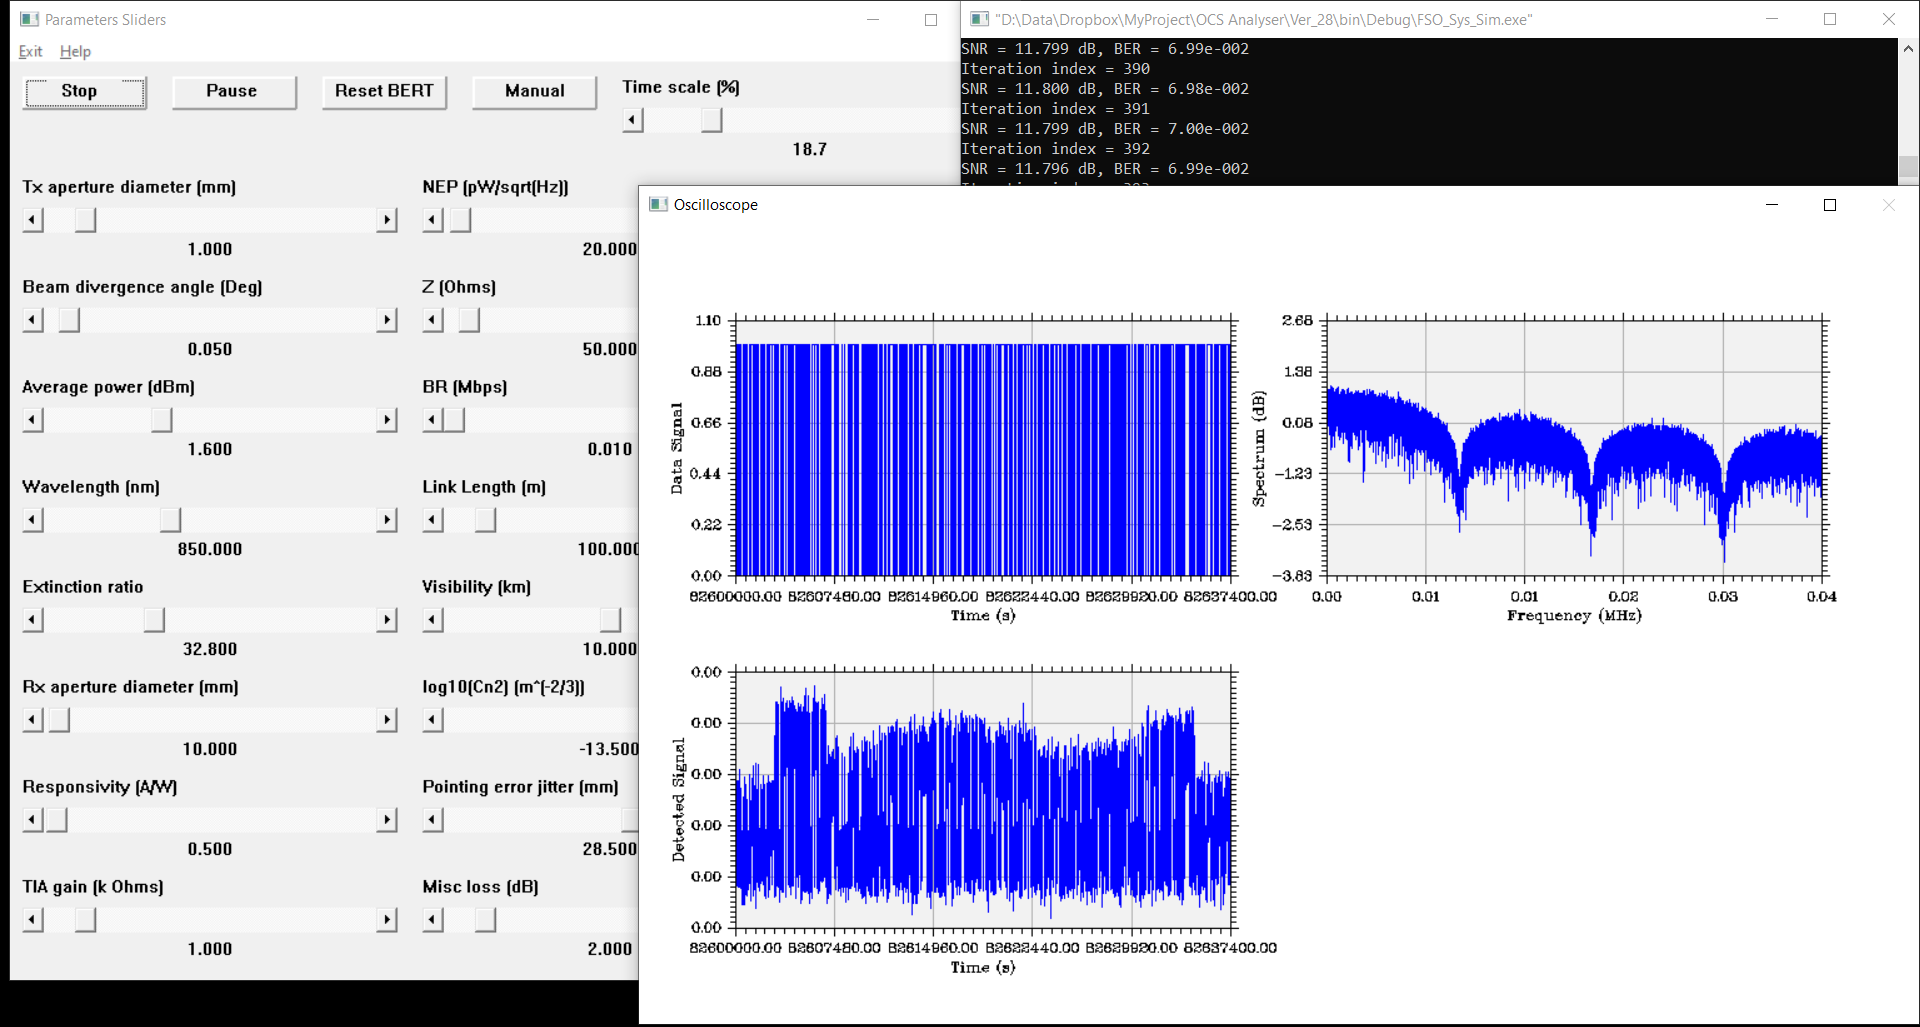 Parameters Sliders
Exit Help
Stop Pause Reset BERT Manual
Time scale (%)
18.7
Tx aperture diameter (mm)
1.000
Beam divergence angle (Deg)
0.050
Average power (dBm)
1.600
Wavelength (nm)
850.000
Extinction ratio
32.800
Rx aperture diameter (mm)
10.000
Responsivity (A/W)
0.500
TIA gain (k Ohms)
1.000
NEP (pW/sqrt(Hz))
20.000
Z (Ohms)
50.000
BR (Mbps)
0.010
Link Length (m)
100.000
Visibility (km)
10.000
log10(Cn2) (m^(-2/3))
-13.500
Pointing error jitter (mm)
28.500
Misc loss (dB)
2.000
"D:\Data\Dropbox\MyProject\OCS Analyser\Ver_28\bin\Debug\FSO_Sys_Sim.exe"
SNR = 11.799 dB, BER = 6.99e-002
Iteration index = 390
SNR = 11.800 dB, BER = 6.98e-002
Iteration index = 391
SNR = 11.799 dB, BER = 7.00e-002
Iteration index = 392
SNR = 11.796 dB, BER = 6.99e-002
Oscilloscope
Data Signal
1.10
0.88
0.66
0.44
0.22
0.00
82600000.00 82607480.00 82614960.00 82622440.00 82629920.00 82637400.00
Time (s)
Spectrum (dB)
2.68
1.38
0.08
-1.23
-2.53
-3.83
0.00 0.01 0.01 0.02 0.03 0.04
Frequency (MHz)
Detected Signal
0.00
0.00
0.00
0.00
0.00
0.00
82600000.00 82607480.00 82614960.00 82622440.00 82629920.00 82637400.00
Time (s)